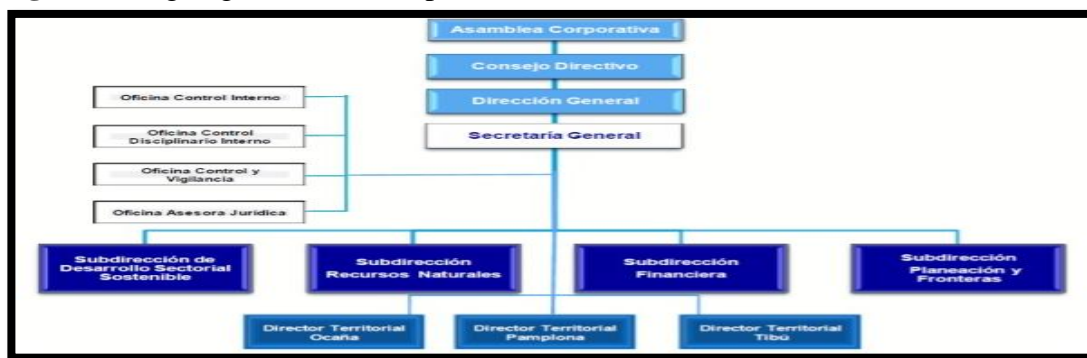 Asamblea Corporativa
Consejo Directivo
Dirección General
Secretaría General
Oficina Control Interno
Oficina Control
Disciplinario Interno
Oficina Control y
Vigilancia
Oficina Asesora Jurídica
Subdirección de
Desarrollo Sectorial
Sostenible
Subdirección
Recursos Naturales
Subdirección
Financiera
Subdirección
Planeación y
Fronteras
Director Territorial
Ocaña
Director Territorial
Pamplona
Director Territorial
Tibú